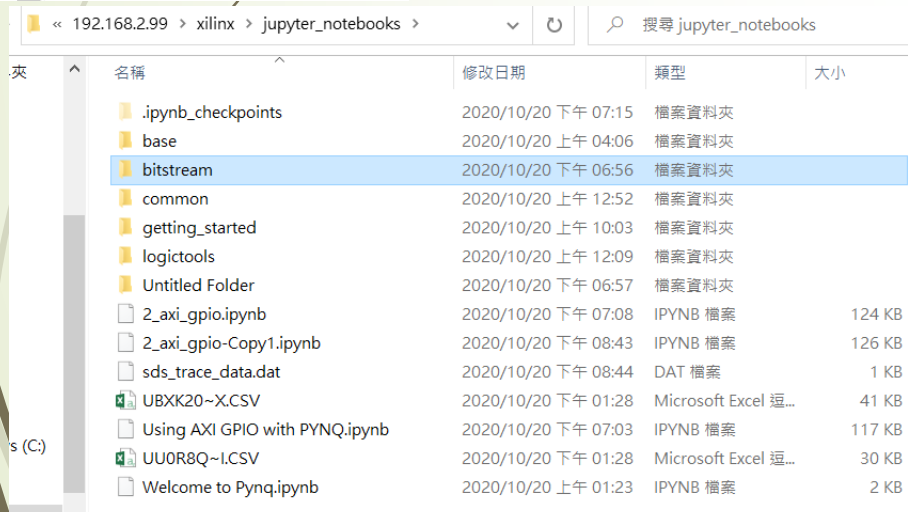 « 192.168.2.99 › xilinx › jupyter_notebooks › 搜尋 jupyter_notebooks
夾 名稱 修改日期 類型 大小
.ipynb_checkpoints 2020/10/20 下午 07:15 檔案資料夾
base 2020/10/20 上午 04:06 檔案資料夾
bitstream 2020/10/20 下午 06:56 檔案資料夾
common 2020/10/20 上午 12:52 檔案資料夾
getting_started 2020/10/20 上午 10:03 檔案資料夾
logictools 2020/10/20 上午 12:09 檔案資料夾
Untitled Folder 2020/10/20 下午 06:57 檔案資料夾
2_axi_gpio.ipynb 2020/10/20 下午 07:08 IPYNB 檔案 124 KB
2_axi_gpio-Copy1.ipynb 2020/10/20 下午 08:43 IPYNB 檔案 126 KB
sds_trace_data.dat 2020/10/20 下午 08:44 DAT 檔案 1 KB
UBXK20~X.CSV 2020/10/20 下午 01:28 Microsoft Excel 逗... 41 KB
Using AXI GPIO with PYNQ.ipynb 2020/10/20 下午 07:03 IPYNB 檔案 117 KB
s (C:) UU0R8Q~I.CSV 2020/10/20 下午 01:28 Microsoft Excel 逗... 30 KB
Welcome to Pynq.ipynb 2020/10/20 上午 01:23 IPYNB 檔案 2 KB